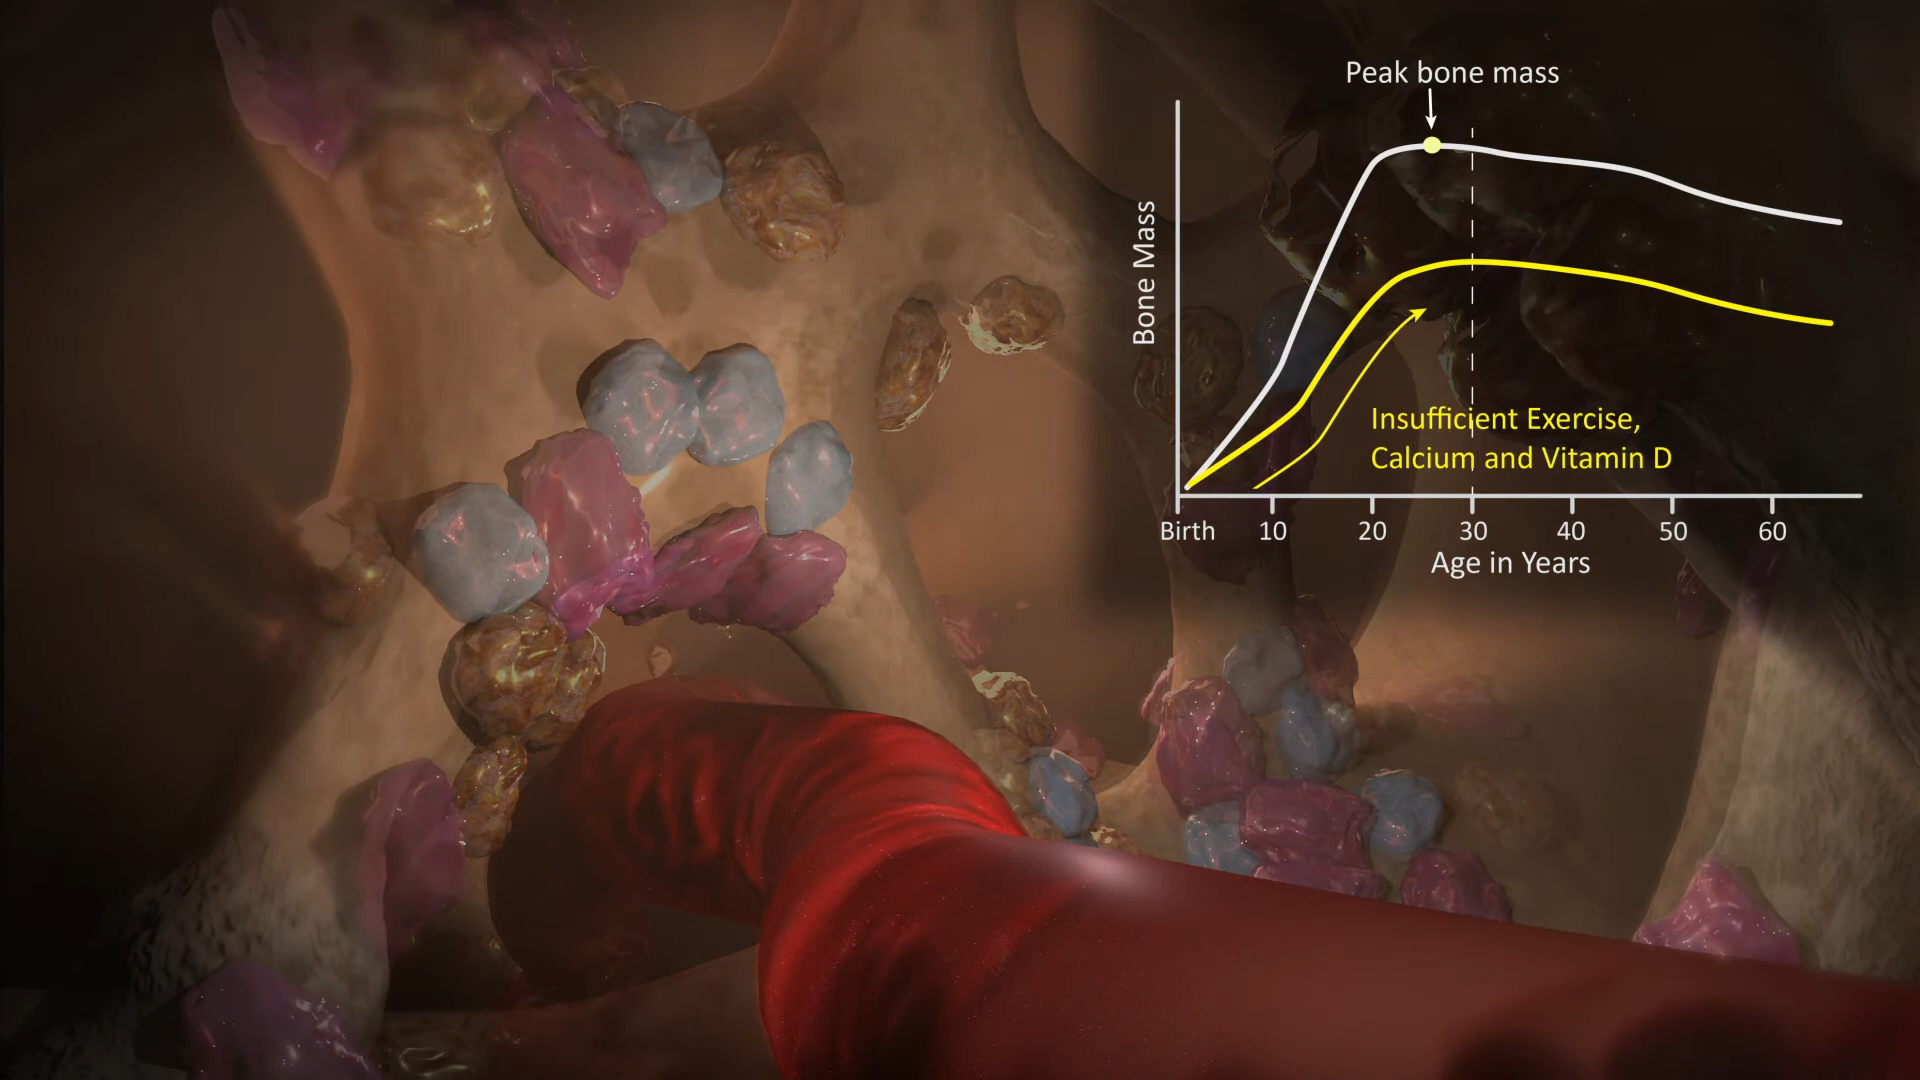 Peak bone mass
Bone Mass
Insufficient Exercise,
Calcium and Vitamin D
Birth 10 20 30 40 50 60
Age in Years